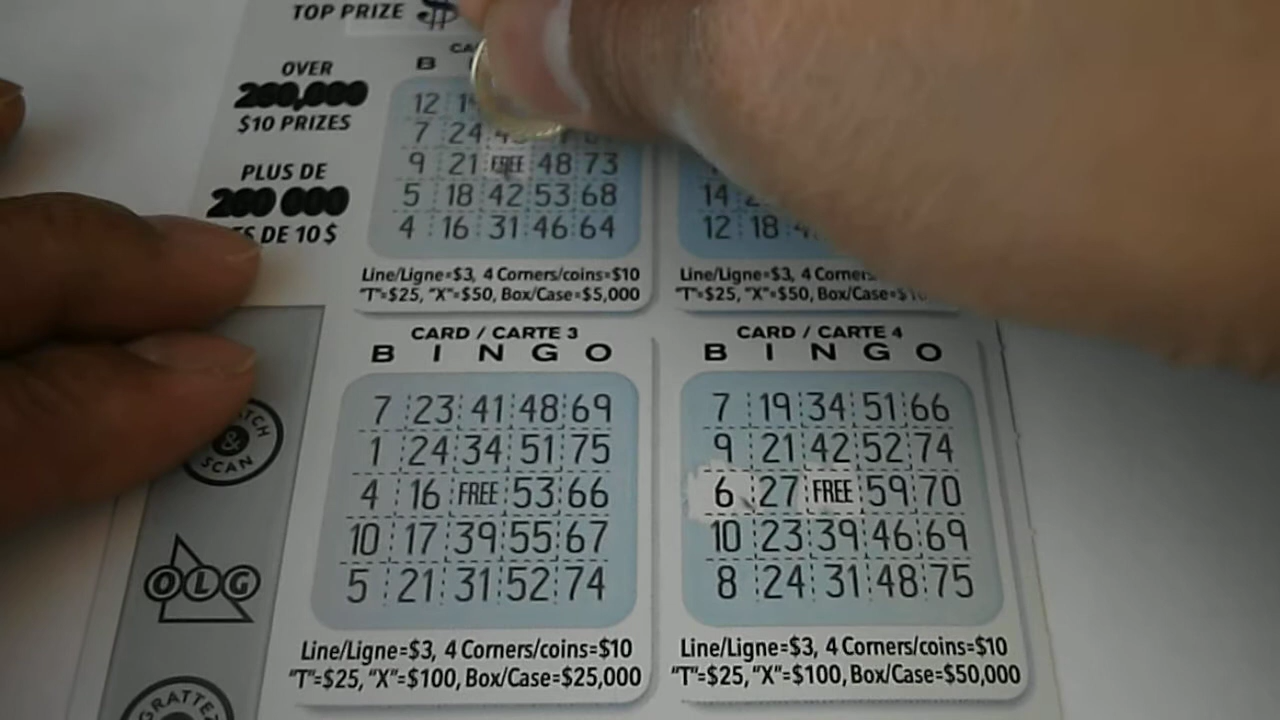 TOP PRIZE $
OVER
200,000
$10 PRIZES
PLUS DE
200 000
DE 10 $
B
12
7 24
9 21 FREE 48 73
5 18 42 53 68
4 16 31 46 64
Line/Ligne=$3, 4 Corners/coins=$10
"T"=$25, "X"=$50, Box/Case=$5,000
14
12 18
Line/Ligne=$3, 4 Corners
"T"=$25, "X"=$50, Box/Case=
CARD / CARTE 3
B I N G O
7 23 41 48 69
1 24 34 51 75
4 16 FREE 53 66
10 17 39 55 67
5 21 31 52 74
Line/Ligne=$3, 4 Corners/coins=$10
"T"=$25, "X"=$100, Box/Case=$25,000
CARD / CARTE 4
B I N G O
7 19 34 51 66
9 21 42 52 74
6 27 FREE 59 70
10 23 39 46 69
8 24 31 48 75
Line/Ligne=$3, 4 Corners/coins=$10
"T"=$25, "X"=$100, Box/Case=$50,000
&
SCAN
OLG
GRATTEZ